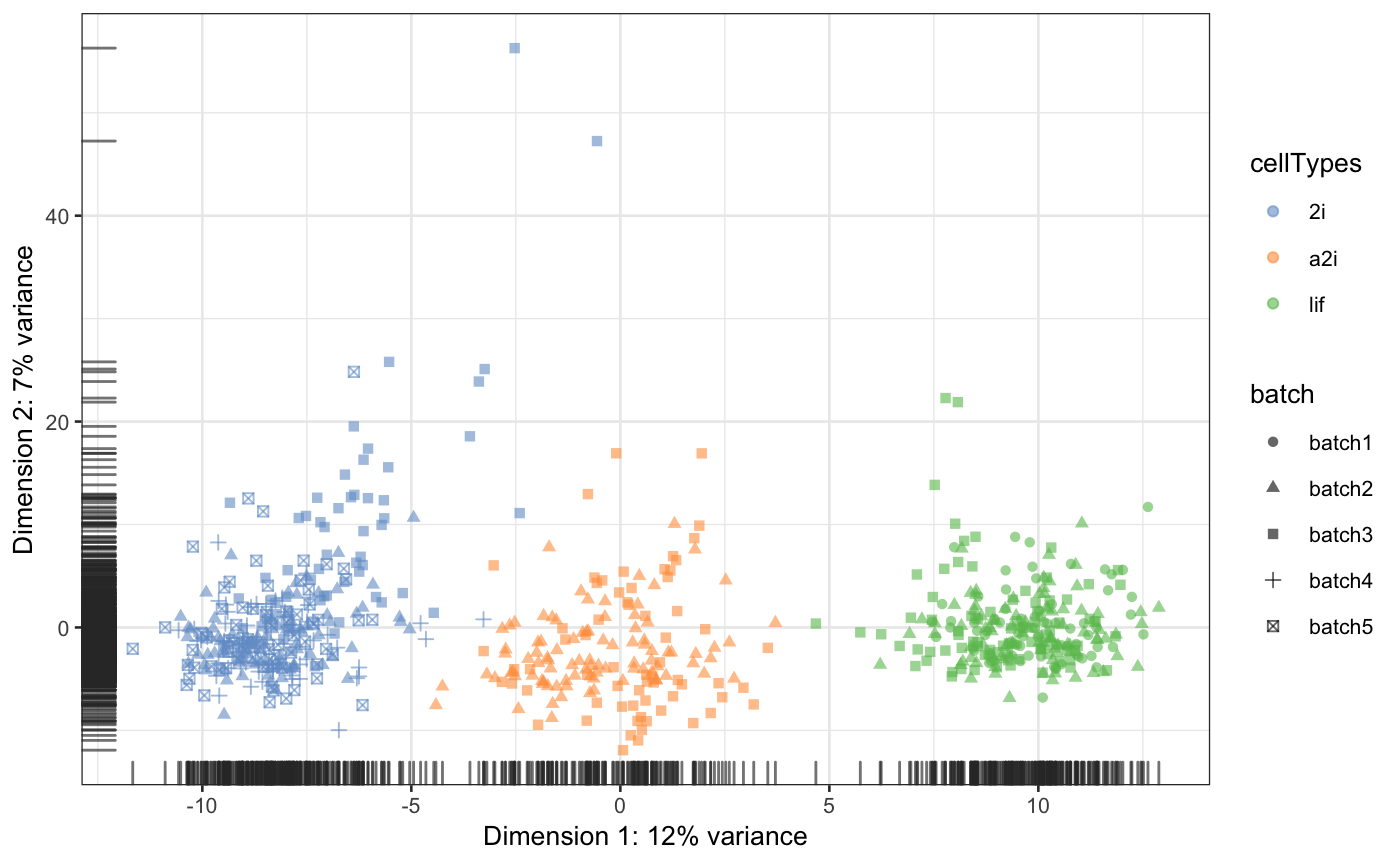 40
20
0
-10
-5
0
5
10
Dimension 1: 12% variance
Dimension 2: 7% variance
cellTypes
2i
a2i
lif
batch
batch1
batch2
batch3
batch4
batch5